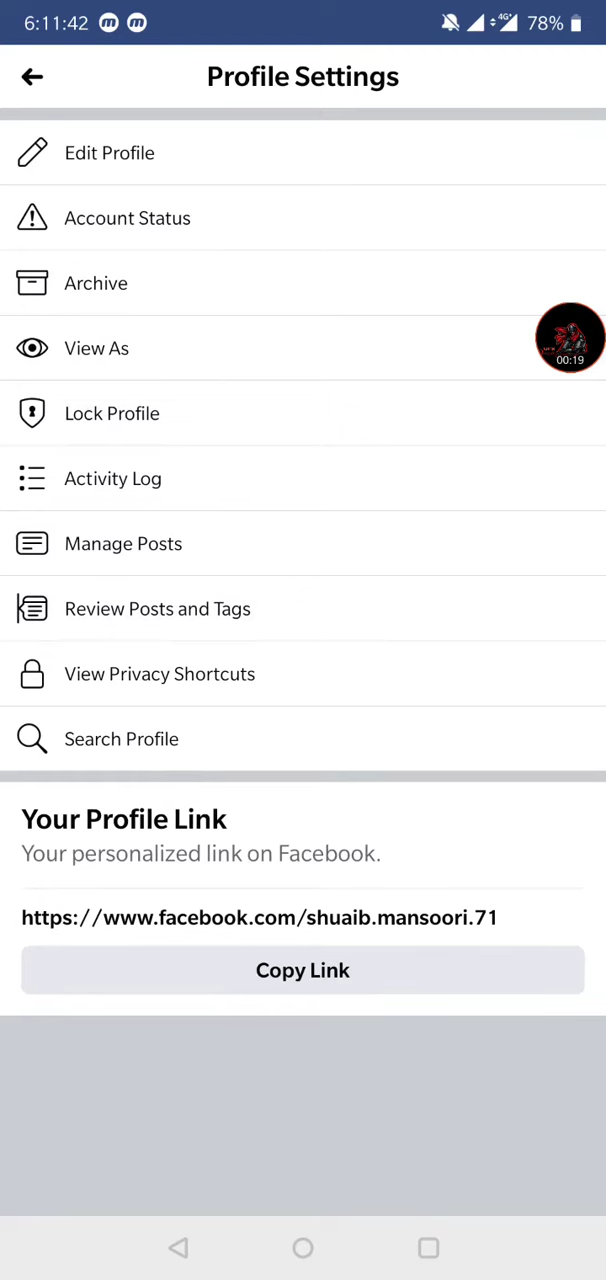 6:11:42 m m 4G+ 78%
Profile Settings
Edit Profile
Account Status
Archive
View As
00:19
Lock Profile
Activity Log
Manage Posts
Review Posts and Tags
View Privacy Shortcuts
Search Profile
Your Profile Link
Your personalized link on Facebook.
https://www.facebook.com/shuaib.mansoori.71
Copy Link